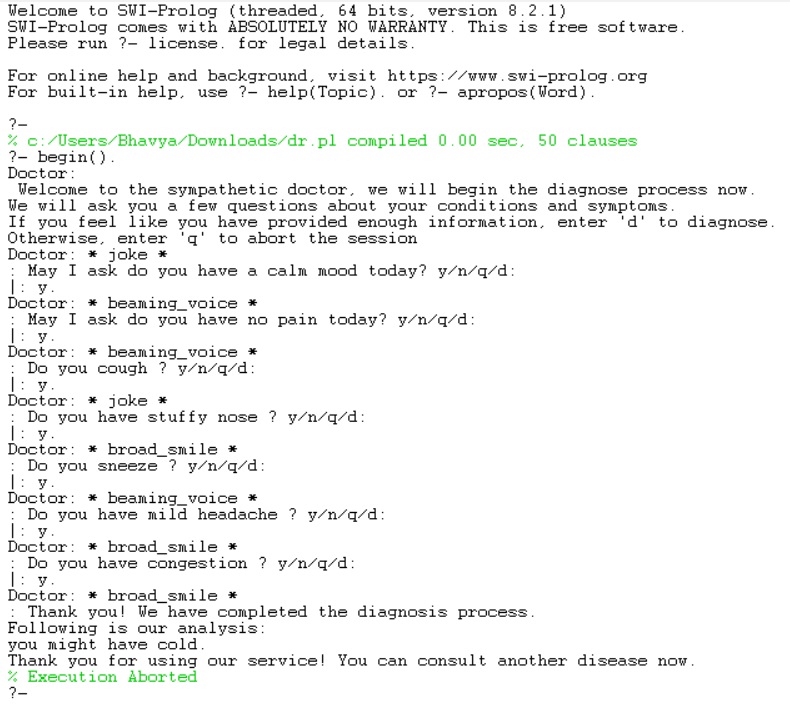 Welcome to SWI-Prolog (threaded, 64 bits, version 8.2.1)
SWI-Prolog comes with ABSOLUTELY NO WARRANTY. This is free software.
Please run ?- license. for legal details.

For online help and background, visit https://www.swi-prolog.org
For built-in help, use ?- help(Topic). or ?- apropos(Word).

?-
% c:/Users/Bhavya/Downloads/dr.pl compiled 0.00 sec, 50 clauses
?- begin().
Doctor:
 Welcome to the sympathetic doctor, we will begin the diagnose process now.
We will ask you a few questions about your conditions and symptoms.
If you feel like you have provided enough information, enter 'd' to diagnose.
Otherwise, enter 'q' to abort the session
Doctor: * joke *
: May I ask do you have a calm mood today? y/n/q/d:
|: y.
Doctor: * beaming_voice *
: May I ask do you have no pain today? y/n/q/d:
|: y.
Doctor: * beaming_voice *
: Do you cough ? y/n/q/d:
|: y.
Doctor: * joke *
: Do you have stuffy nose ? y/n/q/d:
|: y.
Doctor: * broad_smile *
: Do you sneeze ? y/n/q/d:
|: y.
Doctor: * beaming_voice *
: Do you have mild headache ? y/n/q/d:
|: y.
Doctor: * broad_smile *
: Do you have congestion ? y/n/q/d:
|: y.
Doctor: * broad_smile *
: Thank you! We have completed the diagnosis process.
Following is our analysis:
you might have cold.
Thank you for using our service! You can consult another disease now.
% Execution Aborted
?-